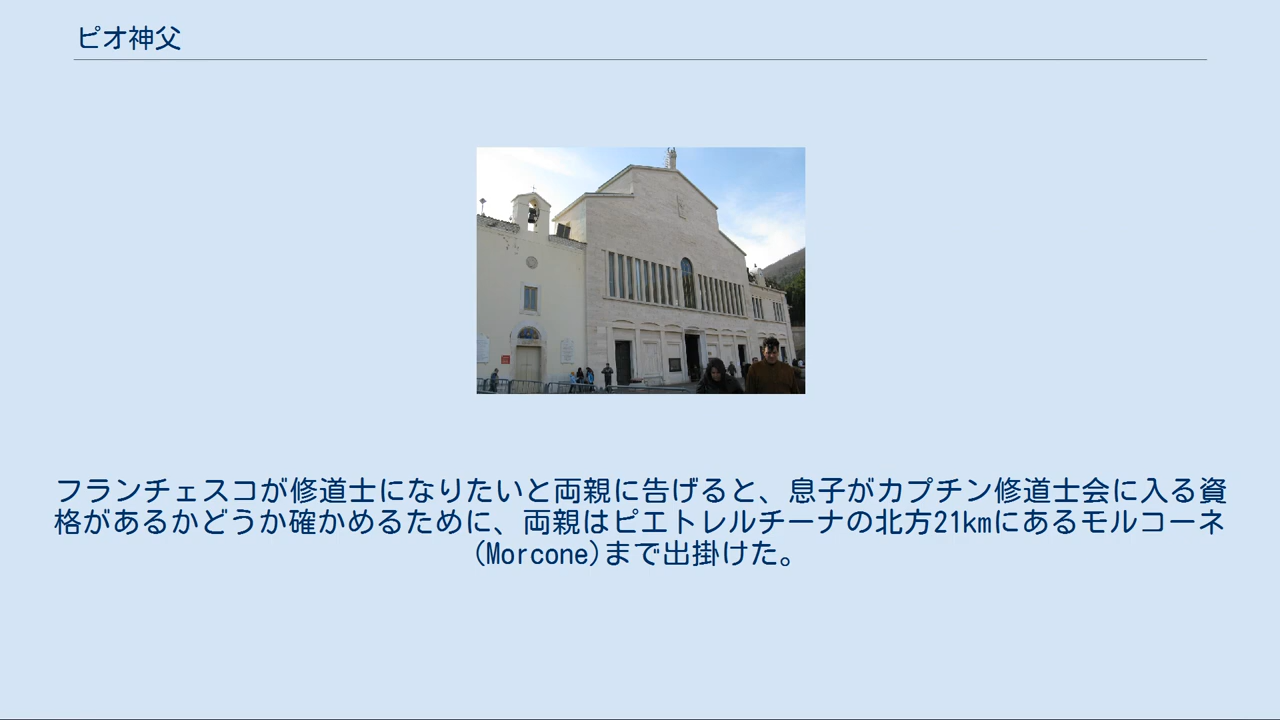 ピオ神父
フランチェスコが修道士になりたいと両親に告げると、息子がカプチン修道士会に入る資
格があるかどうか確かめるために、両親はピエトレルチーナの北方21kmにあるモルコーネ
(Morcone)まで出掛けた。